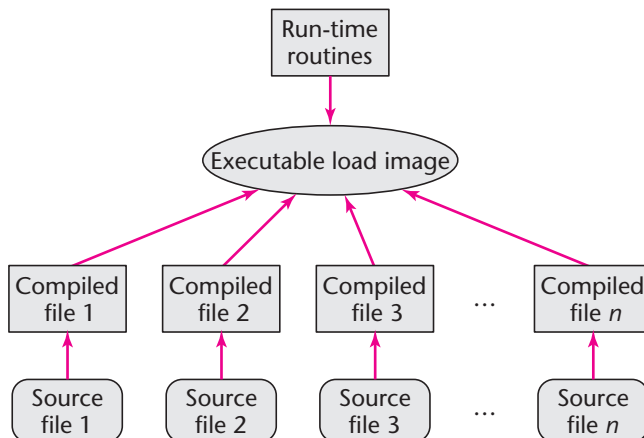 Run-time
routines
Executable load image
Compiled
file 1
Compiled
file 2
Compiled
file 3
...
Compiled
file n
Source
file 1
Source
file 2
Source
file 3
...
Source
file n